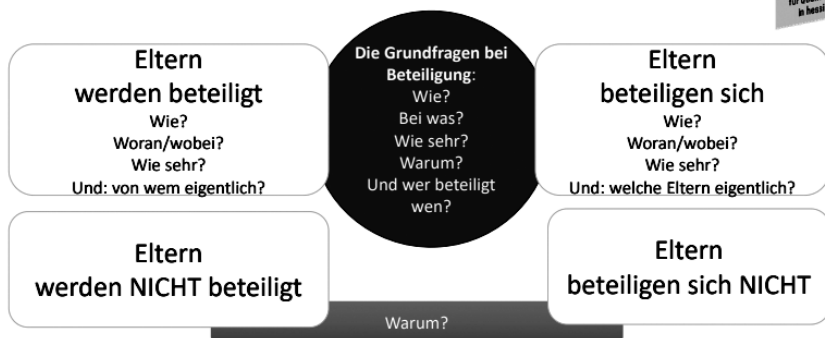 in hessi
Eltern
werden beteiligt
Wie?
Woran/wobei?
Wie sehr?
Und: von wem eigentlich?
Die Grundfragen bei
Beteiligung:
Wie?
Bei was?
Wie sehr?
Warum?
Und wer beteiligt
wen?
Eltern
beteiligen sich
Wie?
Woran/wobei?
Wie sehr?
Und: welche Eltern eigentlich?
Eltern
werden NICHT beteiligt
Eltern
beteiligen sich NICHT
Warum?